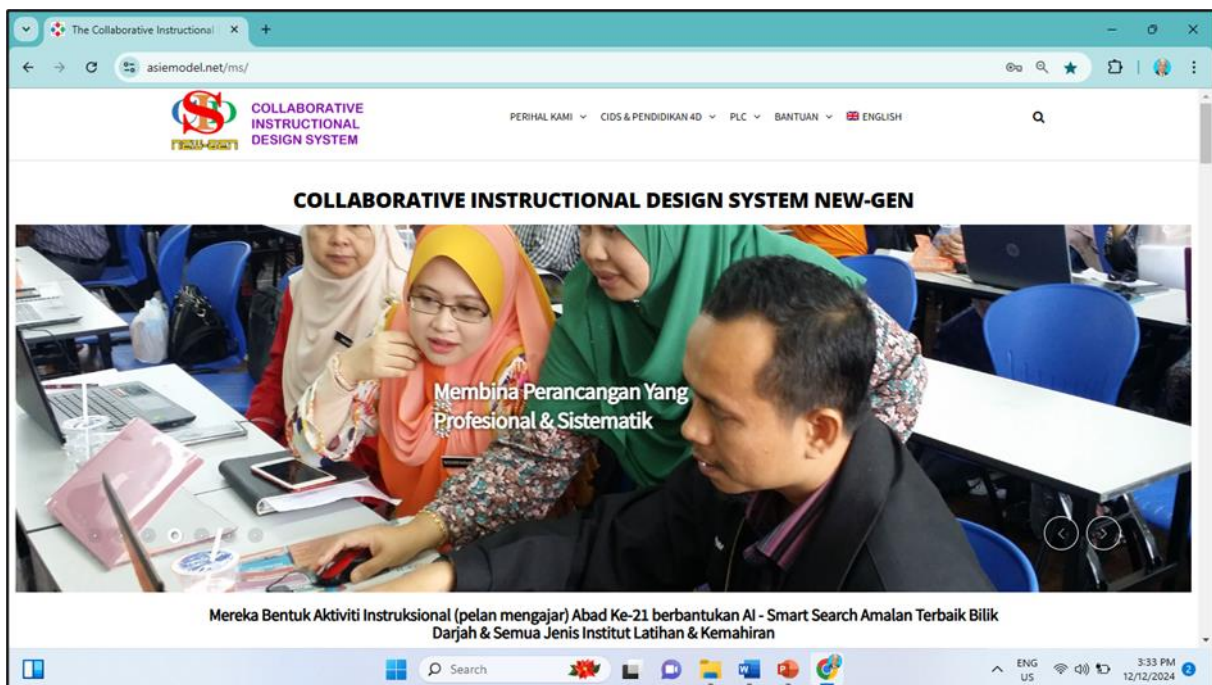 The Collaborative Instructional
asiemodel.net/ms/
CIDS
NEW-GEN
COLLABORATIVE
INSTRUCTIONAL
DESIGN SYSTEM
PERIHAL KAMI
CIDS & PENDIDIKAN 4D
PLC
BANTUAN
ENGLISH
COLLABORATIVE INSTRUCTIONAL DESIGN SYSTEM NEW-GEN
Membina Perancangan Yang
Profesional & Sistematik
Mereka Bentuk Aktiviti Instruksional (pelan mengajar) Abad Ke-21 berbantukan AI - Smart Search Amalan Terbaik Bilik
Darjah & Semua Jenis Institut Latihan & Kemahiran
Search
ENG
US
3:33 PM
12/12/2024
2